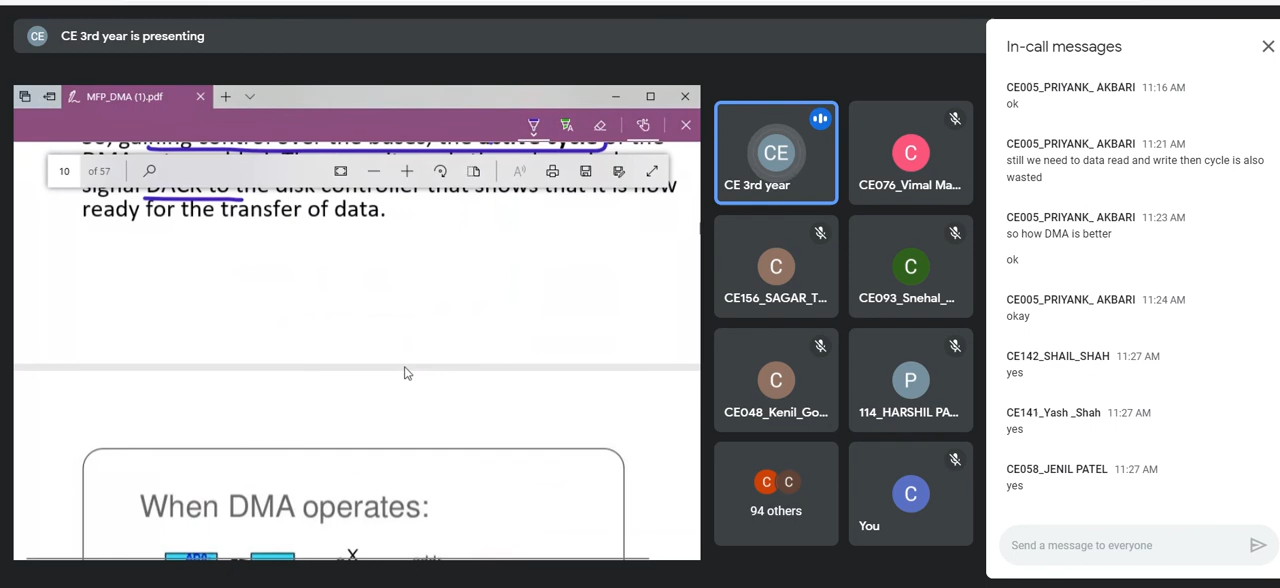 CE CE 3rd year is presenting
MFP_DMA (1).pdf
10 of 57
signal DACK to the disk controller that shows that it is now
ready for the transfer of data.
When DMA operates:
CE
CE 3rd year
C
CE076_Vimal Ma...
C
CE156_SAGAR_T...
C
CE093_Snehal_...
C
CE048_Kenil_Go...
P
114_HARSHIL PA...
C C
94 others
C
You
In-call messages
CE005_PRIYANK_ AKBARI 11:16 AM
ok
CE005_PRIYANK_ AKBARI 11:21 AM
still we need to data read and write then cycle is also
wasted
CE005_PRIYANK_ AKBARI 11:23 AM
so how DMA is better
ok
CE005_PRIYANK_ AKBARI 11:24 AM
okay
CE142_SHAIL_SHAH 11:27 AM
yes
CE141_Yash _Shah 11:27 AM
yes
CE058_JENIL PATEL 11:27 AM
yes
Send a message to everyone